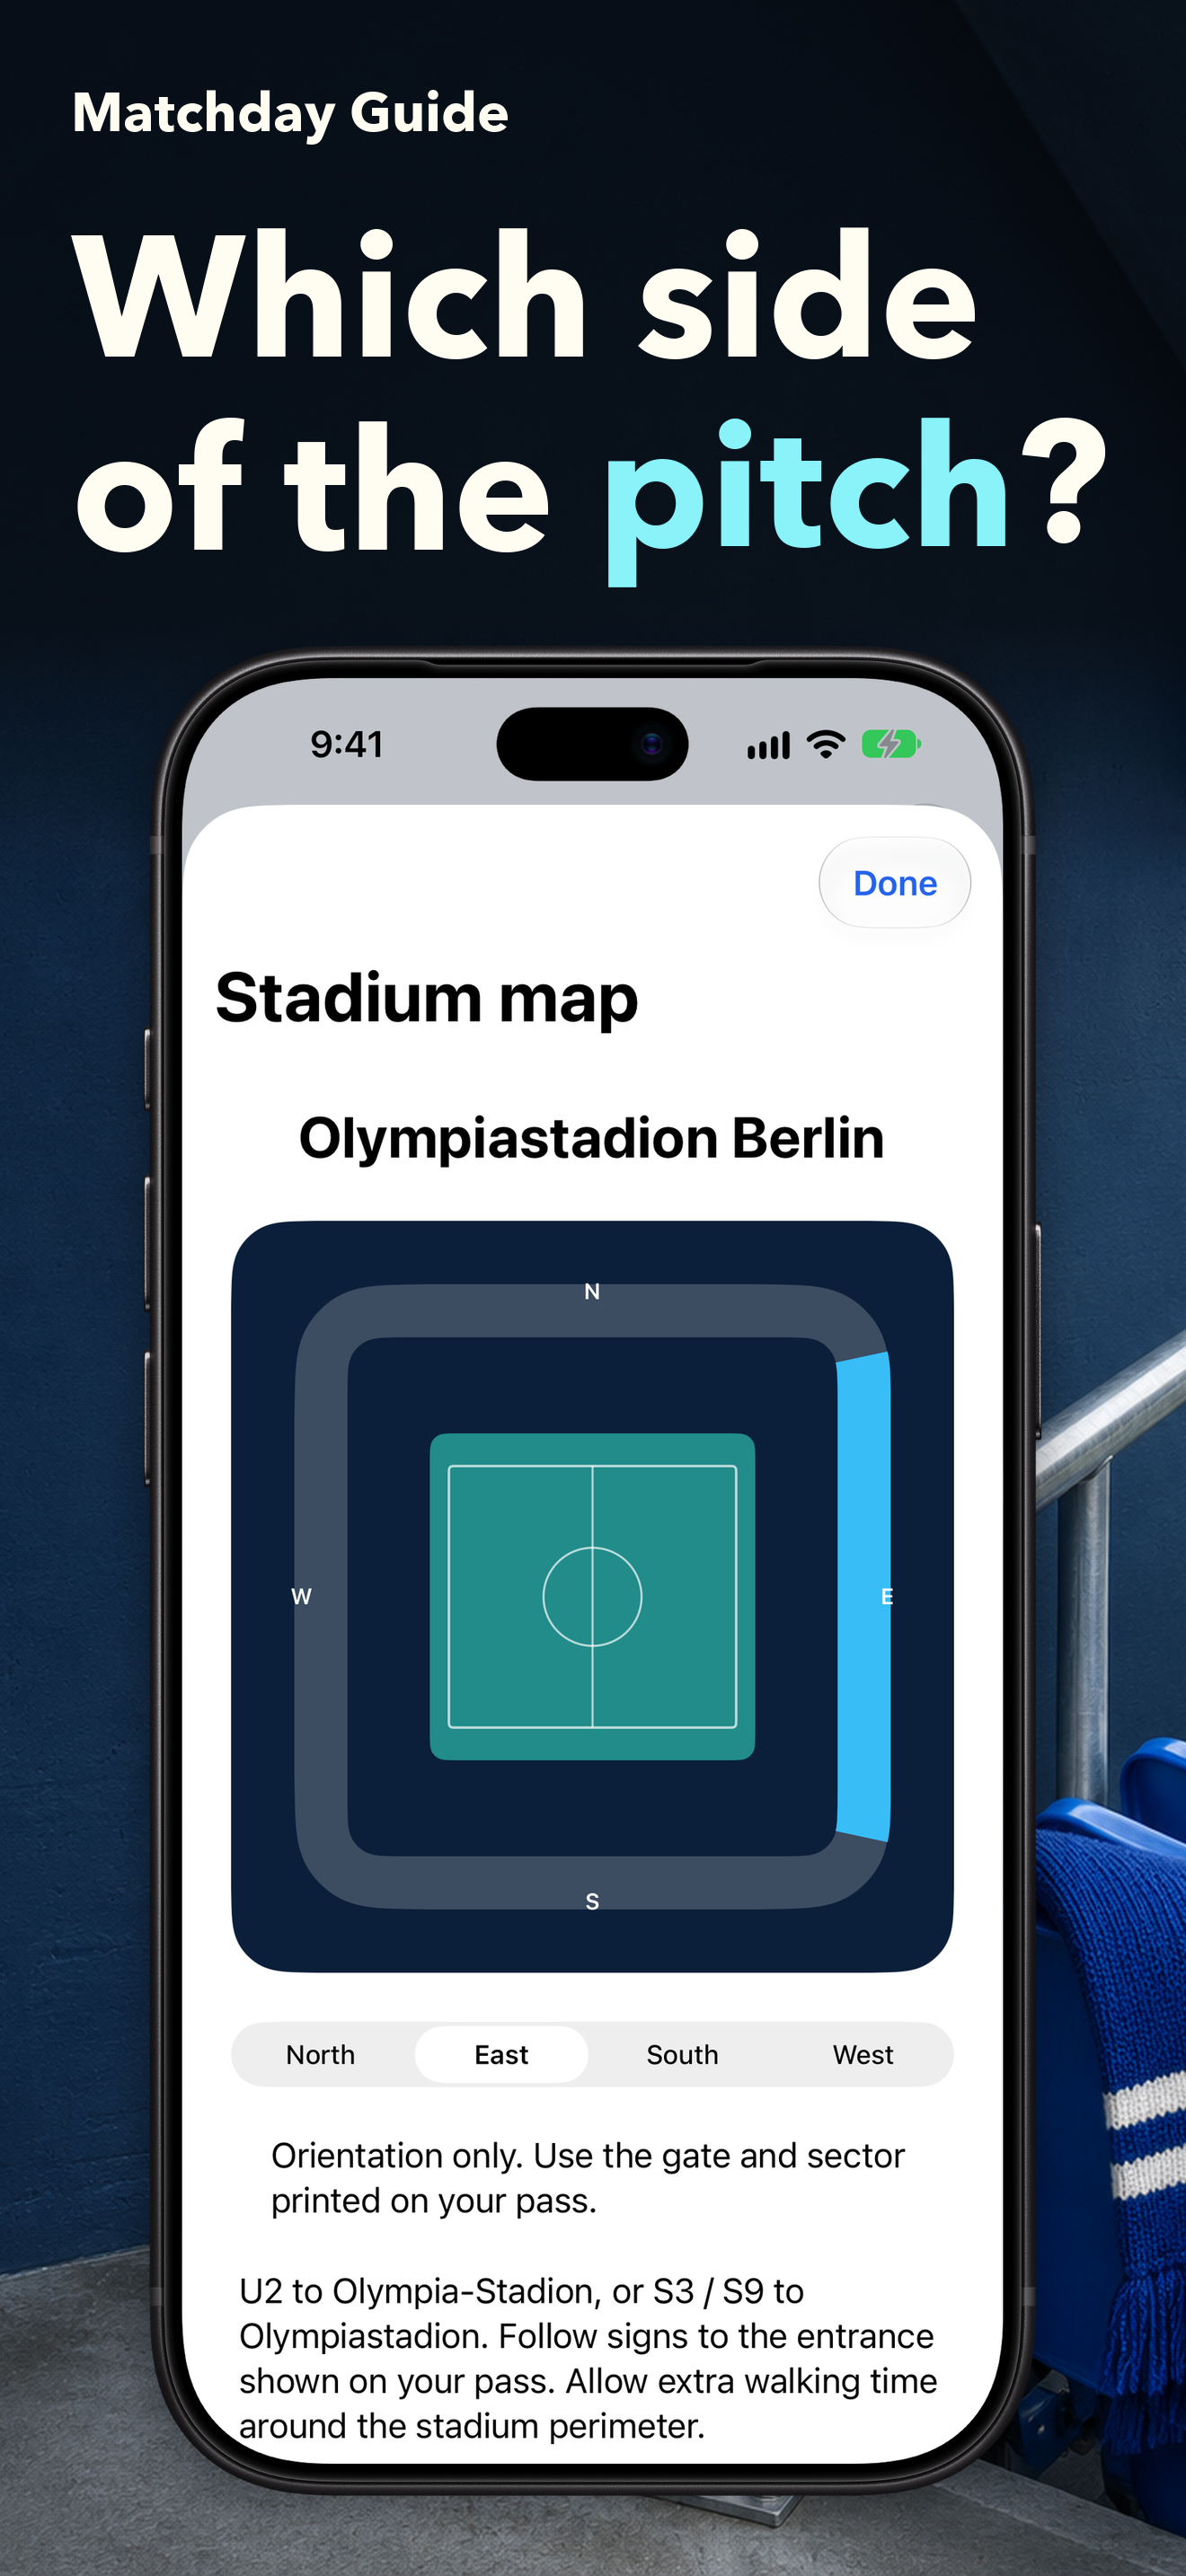 Matchday Guide
Which side
of the pitch?
9:41
Done
Stadium map
Olympiastadion Berlin
N
W
E
S
North East South West
Orientation only. Use the gate and sector
printed on your pass.
U2 to Olympia-Stadion, or S3 / S9 to
Olympiastadion. Follow signs to the entrance
shown on your pass. Allow extra walking time
around the stadium perimeter.